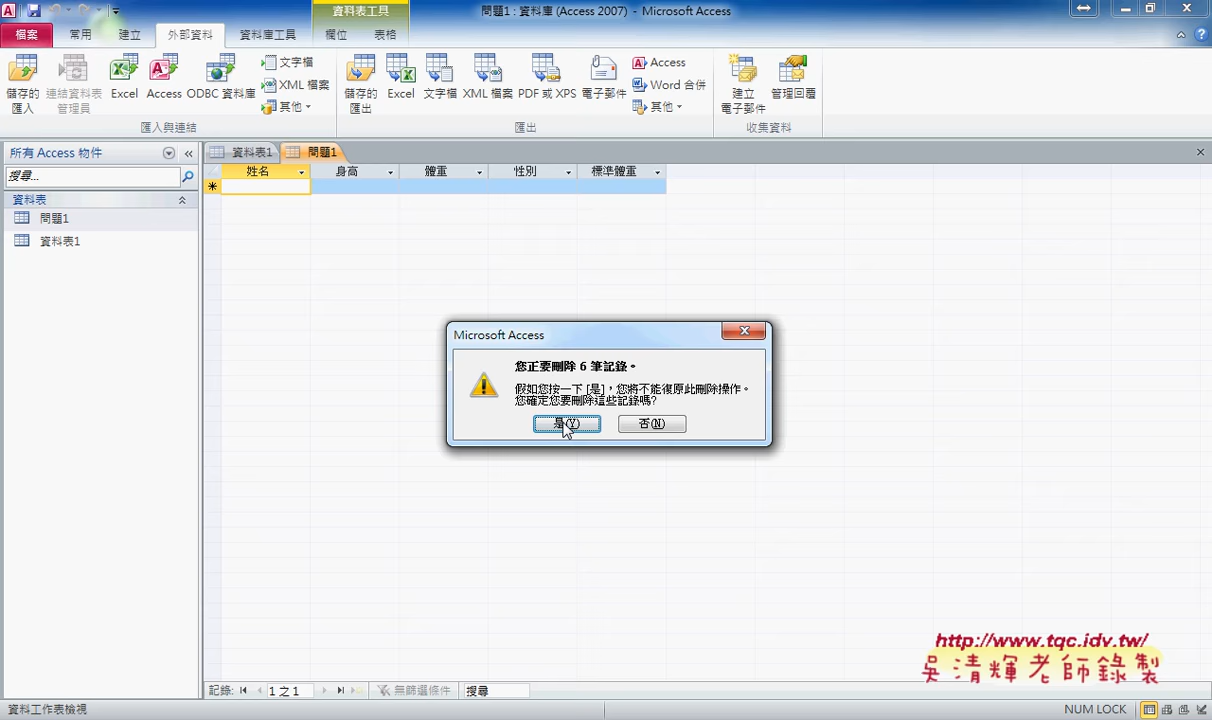 資料表工具
問題1 : 資料庫 (Access 2007) - Microsoft Access
檔案
常用
建立
外部資料
資料庫工具
欄位
表格
儲存的
匯入
連結資料表
管理員
Excel
Access
ODBC 資料庫
文字檔
XML 檔案
其他
匯入與連結
儲存的
匯出
Excel
文字檔
XML 檔案
PDF 或 XPS
電子郵件
Access
Word 合併
其他
匯出
建立
電子郵件
管理回覆
收集資料
所有 Access 物件
搜尋...
資料表
問題1
資料表1
資料表1
問題1
姓名
身高
體重
性別
標準體重
Microsoft Access
您正要刪除 6 筆記錄。
假如您按一下 [是],您將不能復原此刪除操作。
您確定您要刪除這些記錄嗎?
是(Y)
否(N)
http://www.tqc.idv.tw/
吳清輝老師錄製
記錄:
1 之 1
無篩選條件
搜尋
資料工作表檢視
NUM LOCK